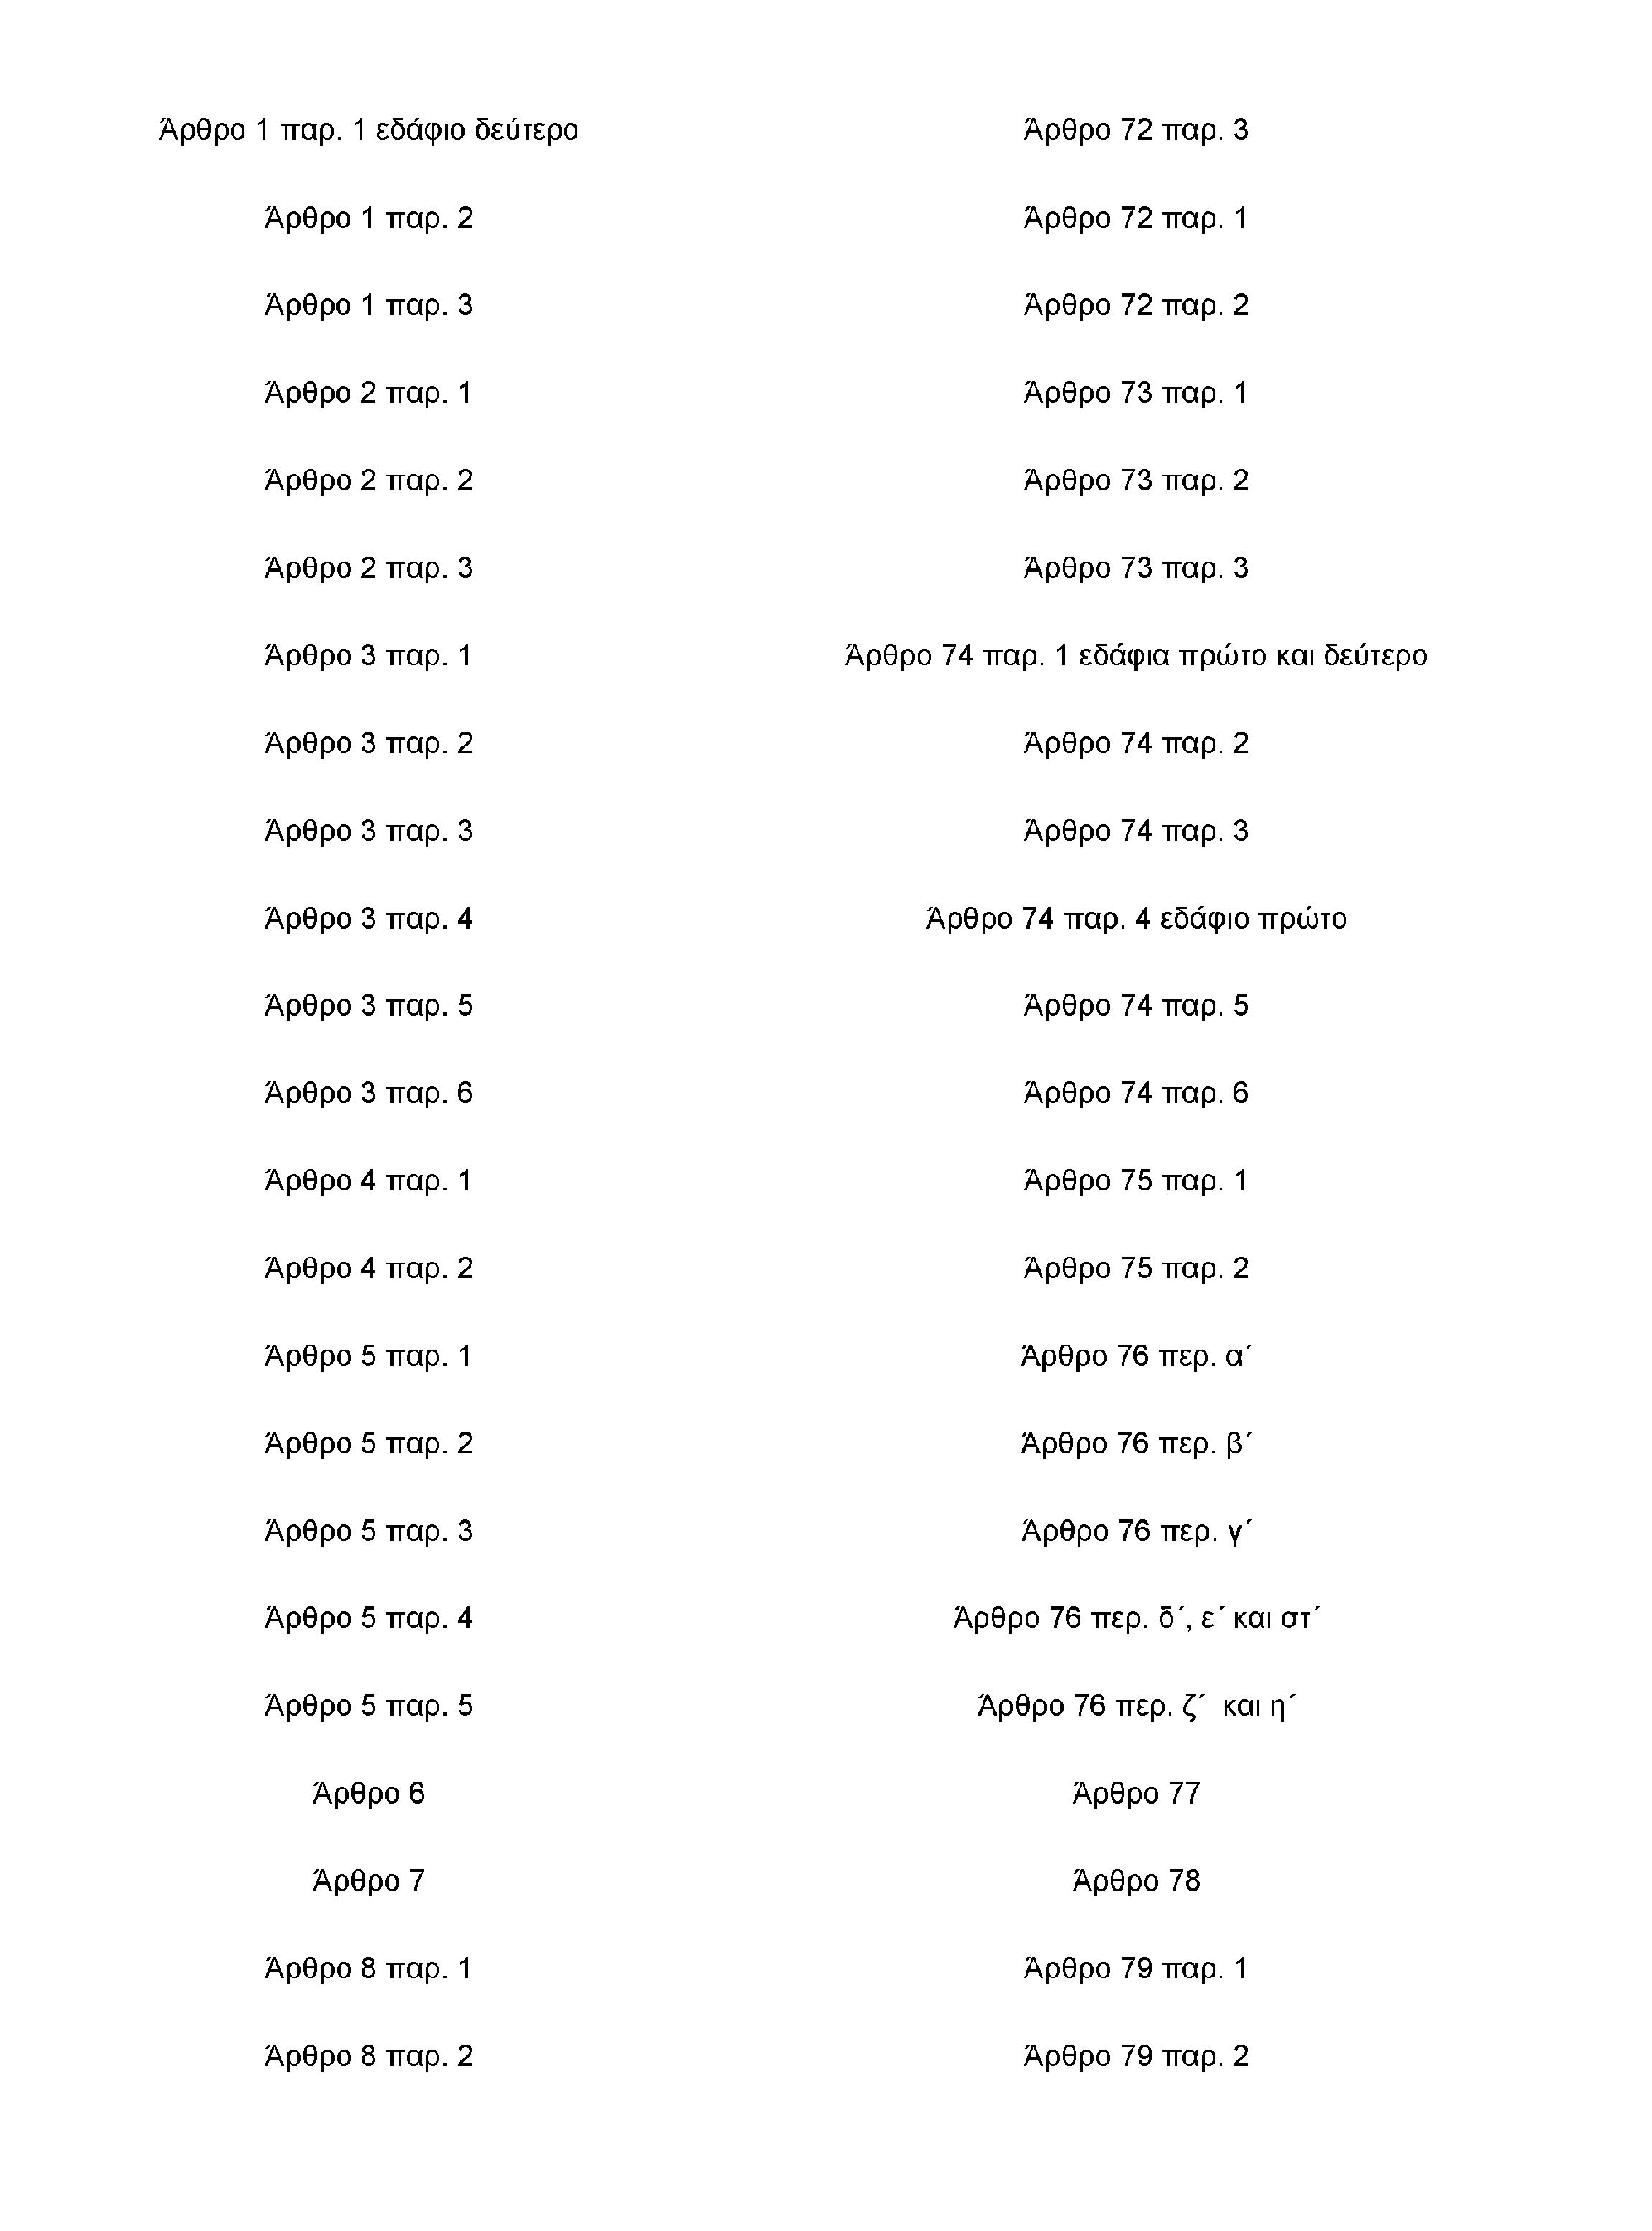 Άρθρο 1 παρ. 1 εδάφιο δεύτερο Άρθρο 72 παρ. 3
Άρθρο 1 παρ. 2 Άρθρο 72 παρ. 1
Άρθρο 1 παρ. 3 Άρθρο 72 παρ. 2
Άρθρο 2 παρ. 1 Άρθρο 73 παρ. 1
Άρθρο 2 παρ. 2 Άρθρο 73 παρ. 2
Άρθρο 2 παρ. 3 Άρθρο 73 παρ. 3
Άρθρο 3 παρ. 1 Άρθρο 74 παρ. 1 εδάφια πρώτο και δεύτερο
Άρθρο 3 παρ. 2 Άρθρο 74 παρ. 2
Άρθρο 3 παρ. 3 Άρθρο 74 παρ. 3
Άρθρο 3 παρ. 4 Άρθρο 74 παρ. 4 εδάφιο πρώτο
Άρθρο 3 παρ. 5 Άρθρο 74 παρ. 5
Άρθρο 3 παρ. 6 Άρθρο 74 παρ. 6
Άρθρο 4 παρ. 1 Άρθρο 75 παρ. 1
Άρθρο 4 παρ. 2 Άρθρο 75 παρ. 2
Άρθρο 5 παρ. 1 Άρθρο 76 περ. α΄
Άρθρο 5 παρ. 2 Άρθρο 76 περ. β΄
Άρθρο 5 παρ. 3 Άρθρο 76 περ. γ΄
Άρθρο 5 παρ. 4 Άρθρο 76 περ. δ΄, ε΄ και στ΄
Άρθρο 5 παρ. 5 Άρθρο 76 περ. ζ΄ και η΄
Άρθρο 6 Άρθρο 77
Άρθρο 7 Άρθρο 78
Άρθρο 8 παρ. 1 Άρθρο 79 παρ. 1
Άρθρο 8 παρ. 2 Άρθρο 79 παρ. 2